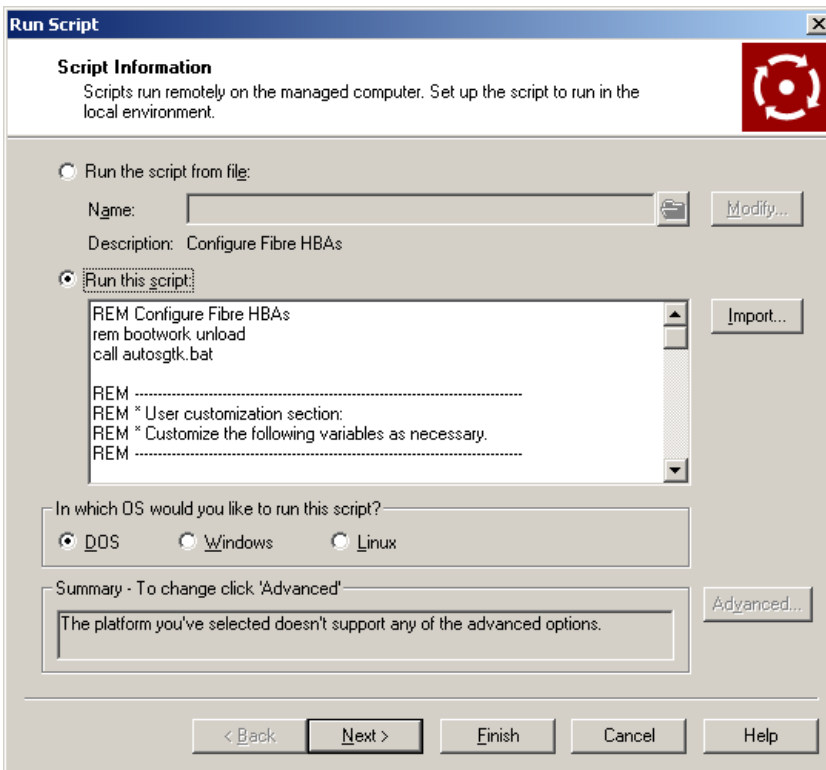 Run Script
Script Information
Scripts run remotely on the managed computer. Set up the script to run in the
local environment.
Run the script from file:
Name:
Modify...
Description: Configure Fibre HBAs
Run this script:
REM Configure Fibre HBAs
rem bootwork unload
call autosgtk.bat
REM -----------------------------------------------------------------------------
REM * User customization section:
REM * Customize the following variables as necessary.
REM -----------------------------------------------------------------------------
Import...
In which OS would you like to run this script?
DOS Windows Linux
Summary - To change click 'Advanced'
The platform you've selected doesn't support any of the advanced options.
Advanced...
< Back Next > Finish Cancel Help